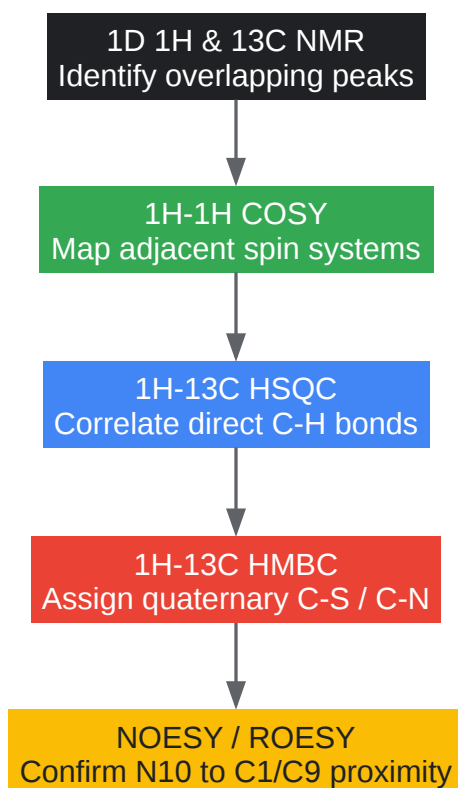 1D 1H & 13C NMR
Identify overlapping peaks
1H-1H COSY
Map adjacent spin systems
1H-13C HSQC
Correlate direct C-H bonds
1H-13C HMBC
Assign quaternary C-S / C-N
NOESY / ROESY
Confirm N10 to C1/C9 proximity